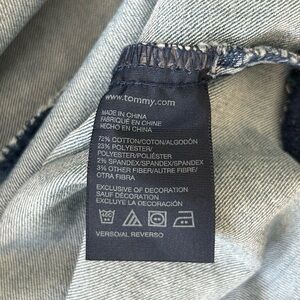 www.tommy.com
MADE IN CHINA
FABRIQUÉ EN CHINE
HECHO EN CHINA
72% COTTON/COTON/ALGODÓN
23% POLYESTER/
POLYESTER/POLIÉSTER
2% SPANDEX/SPANDEX/SPANDEX
3% OTHER FIBER/AUTRE FIBRE/
OTRA FIBRA
EXCLUSIVE OF DECORATION
SAUF DÉCORATION
EXCLUYE LA DECORACIÓN
VERSO/AL REVERSO